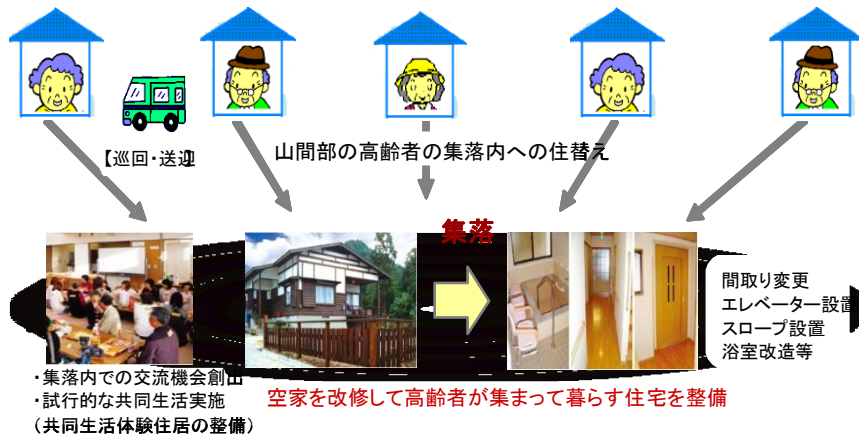 【巡回・送迎】
山間部の高齢者の集落内への住替え
集落
間取り変更
エレベーター設置
スロープ設置
浴室改造等
・集落内での交流機会創出
・試行的な共同生活実施
（共同生活体験住居の整備）
空家を改修して高齢者が集まって暮らす住宅を整備